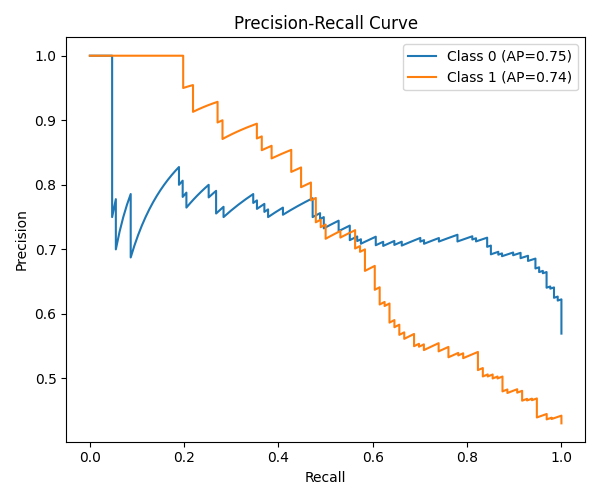 Precision-Recall Curve
Class 0 (AP=0.75)
Class 1 (AP=0.74)
Precision
1.0
0.9
0.8
0.7
0.6
0.5
0.0 0.2 0.4 0.6 0.8 1.0
Recall